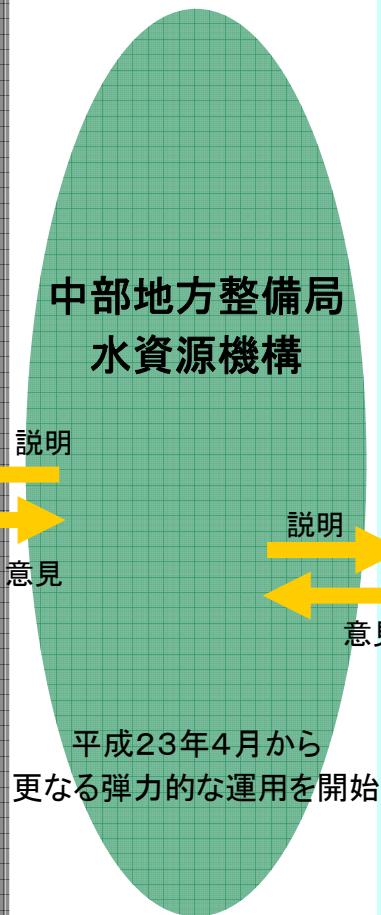 中部地方整備局
水資源機構
説明
意見
説明
意見
平成23年4月から
更なる弾力的な運用を開始